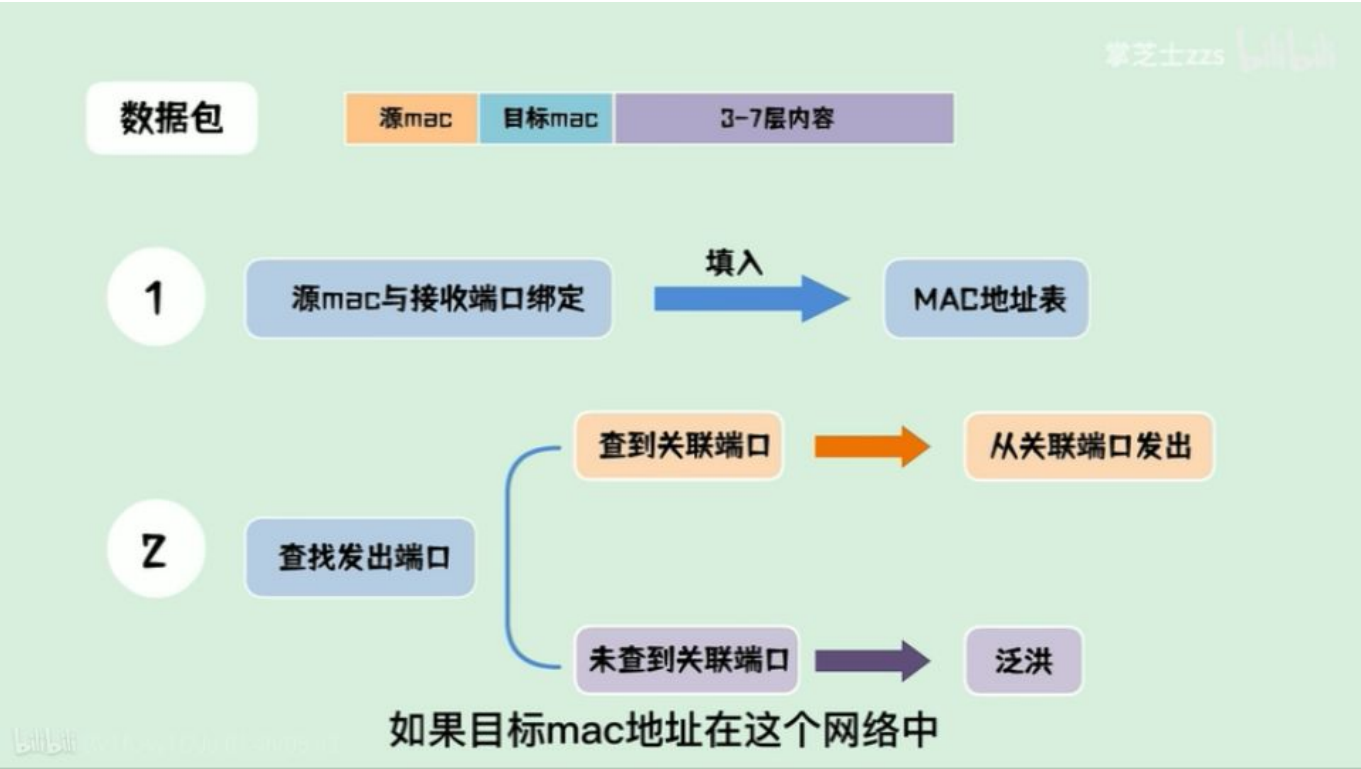 掌芝士zzs bilibili
数据包
源mac 目标mac 3-7层内容
1
源mac与接收端口绑定
填入
MAC地址表
查到关联端口
从关联端口发出
2
查找发出端口
未查到关联端口
泛洪
如果目标mac地址在这个网络中
bilibili